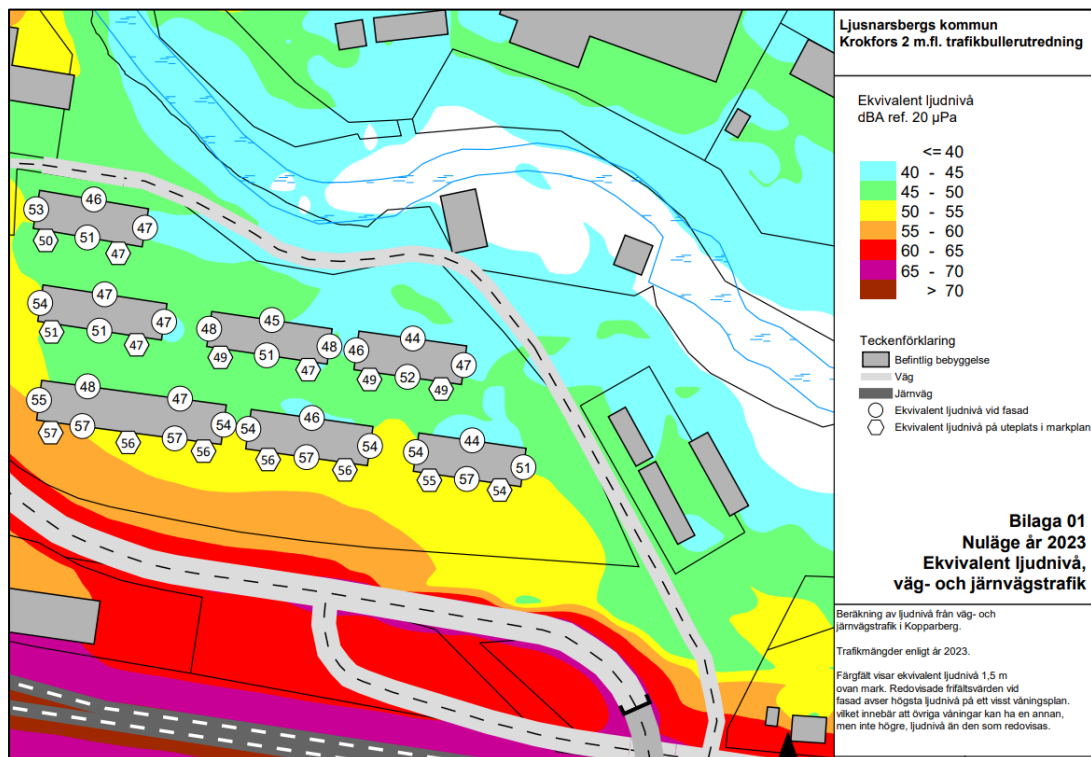 Ljusnarsbergs kommun
Krokfors 2 m.fl. trafikbullerutredning
Ekvivalent ljudnivå
dBA ref. 20 µPa
<= 40
40 - 45
45 - 50
50 - 55
55 - 60
60 - 65
65 - 70
> 70
Teckenförklaring
Befintlig bebyggelse
Väg
Järnväg
Ekvivalent ljudnivå vid fasad
Ekvivalent ljudnivå på uteplats i markplan
Bilaga 01
Nuläge år 2023
Ekvivalent ljudnivå,
väg- och järnvägstrafik
Beräkning av ljudnivå från väg- och
järnvägstrafik i Kopparberg.
Trafikmängder enligt år 2023.
Färgfält visar ekvivalent ljudnivå 1,5 m
ovan mark. Redovisade frifältsvärden vid
fasad avser högsta ljudnivå på ett visst våningsplan.
vilket innebär att övriga våningar kan ha en annan,
men inte högre, ljudnivå än den som redovisas.
53 46 47
50 51 47
54 47 47
51 51 47
48 45 48
49 51 47
46 44 47
49 52 49
55 48 47 54
57 57 56 57 56
54 46 54
56 57 56
54 44 51
55 57 54